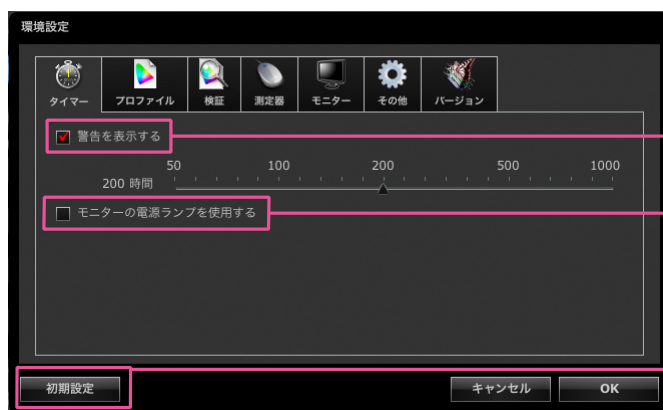 環境設定
タイマー プロファイル 検証 測定器 モニター その他 バージョン
警告を表示する
50 100 200 500 1000
200 時間
モニターの電源ランプを使用する
初期設定 キャンセル OK